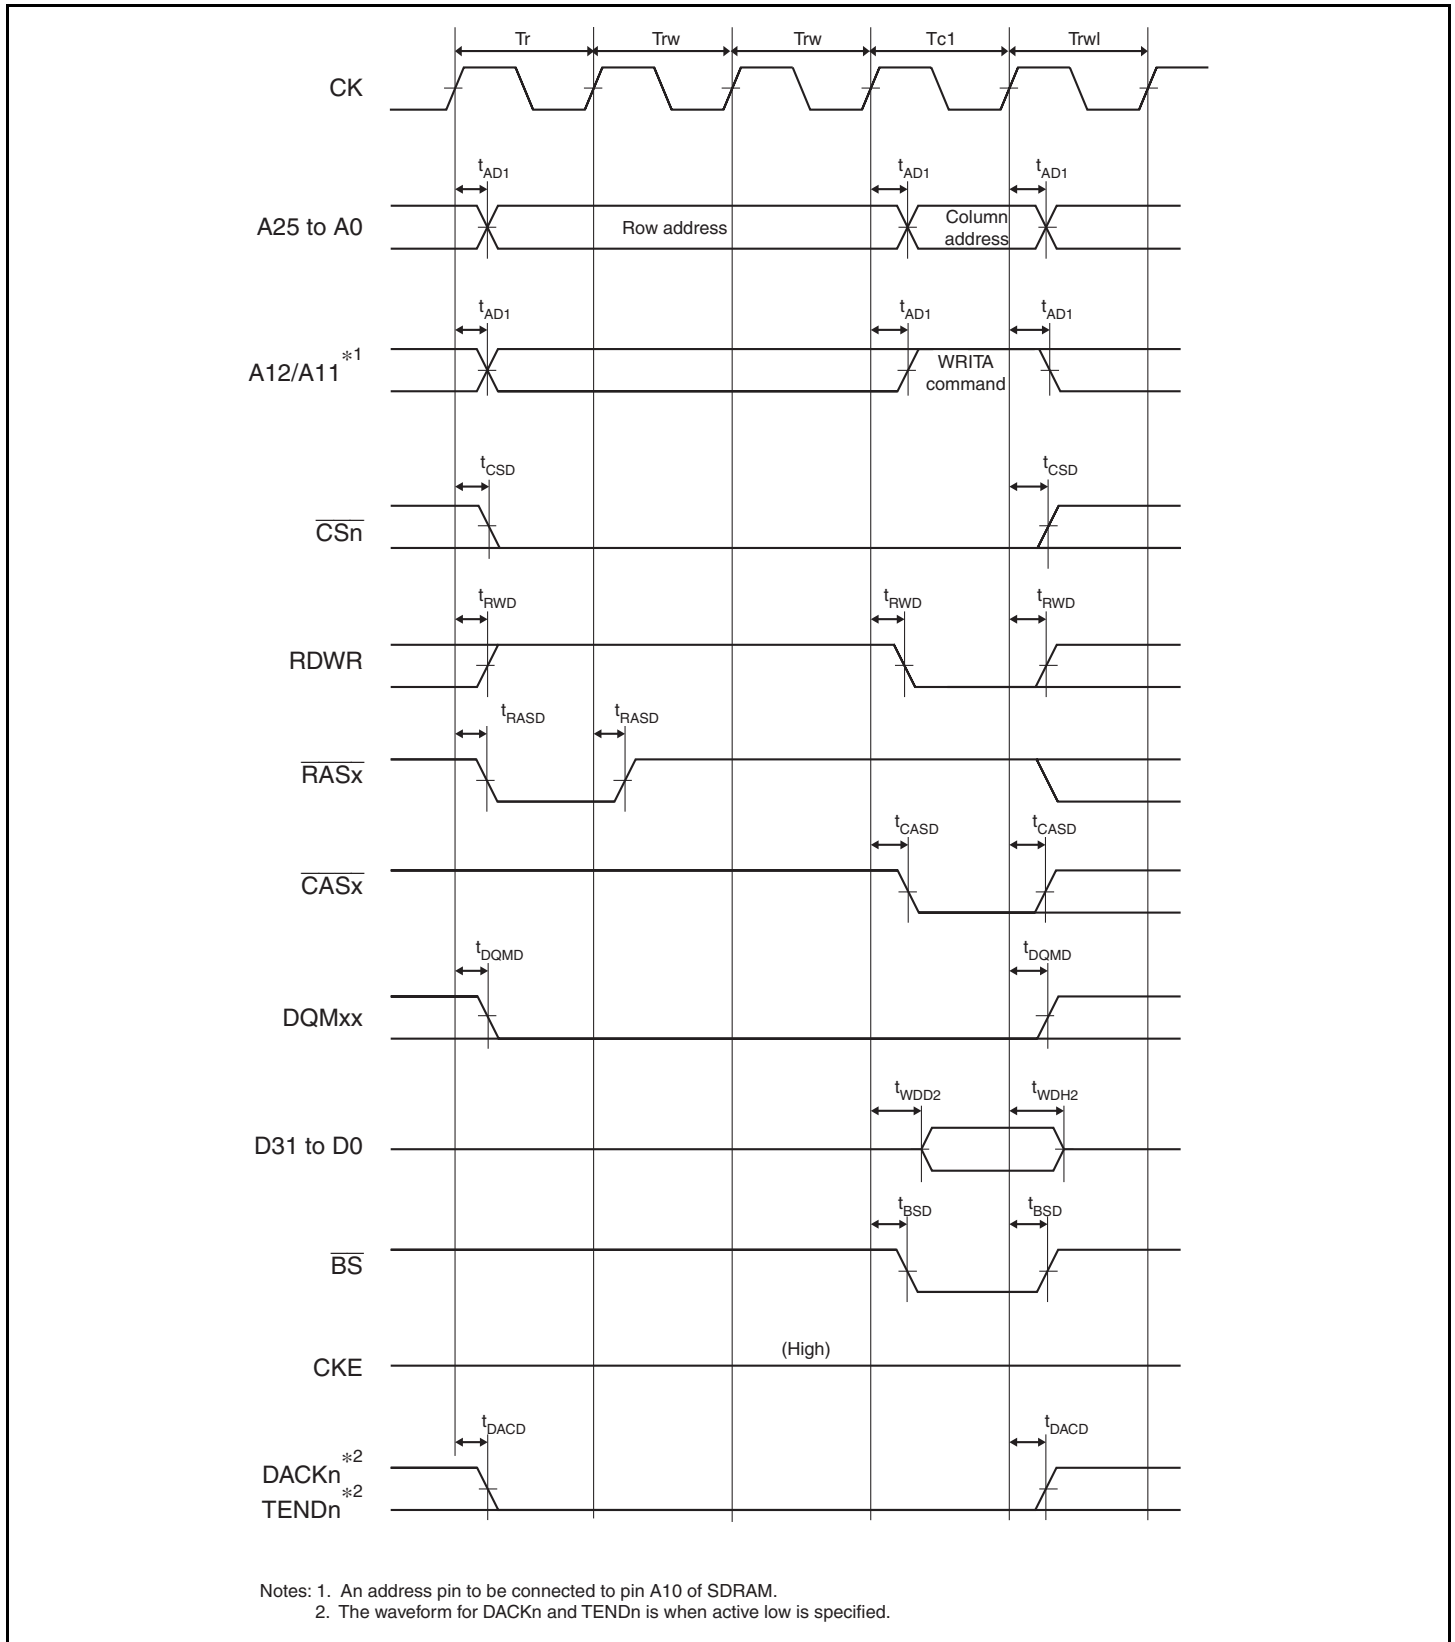 Tr Trw Trw Tc1 Trwl
CK
tAD1 tAD1 tAD1
A25 to A0 Row address Column address
tAD1 tAD1 tAD1
A12/A11 *1 WRITA command
tCSD tCSD
CSn
tRWD tRWD tRWD
RDWR
tRASD tRASD
RASx
tCASD tCASD
CASx
tDQMD tDQMD
DQMxx
tWDD2 tWDH2
D31 to D0
tBSD tBSD
BS
(High)
CKE
tDACD tDACD
DACKn *2
TENDn *2
Notes: 1. An address pin to be connected to pin A10 of SDRAM.
2. The waveform for DACKn and TENDn is when active low is specified.